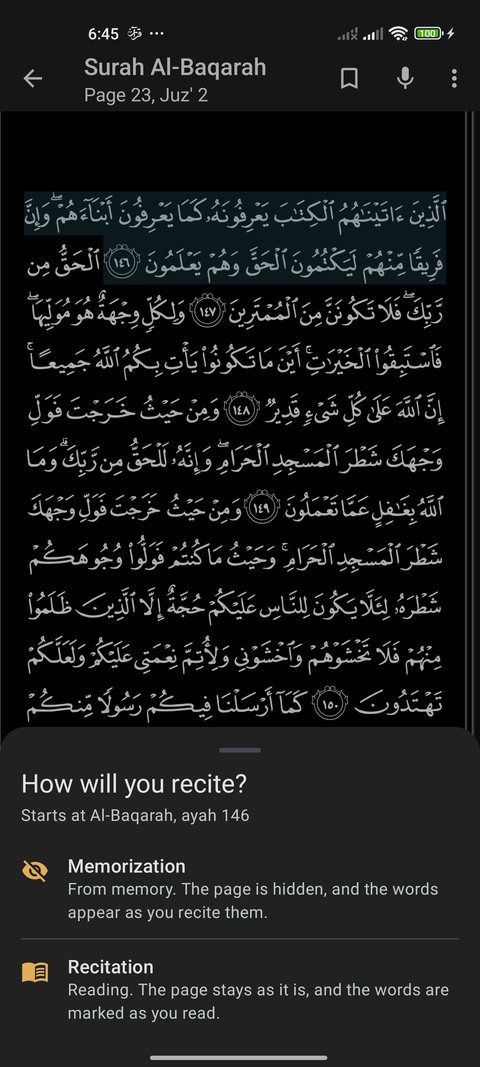 6:45
100
Surah Al-Baqarah
Page 23, Juz' 2
ٱلَّذِينَ ءَاتَيْنَٰهُمُ ٱلْكِتَٰبَ يَعْرِفُونَهُۥ كَمَا يَعْرِفُونَ أَبْنَآءَهُمْ ۖ وَإِنَّ
فَرِيقًا مِّنْهُمْ لَيَكْتُمُونَ ٱلْحَقَّ وَهُمْ يَعْلَمُونَ ١٤٦ ٱلْحَقُّ مِن
رَّبِّكَ ۖ فَلَا تَكُونَنَّ مِنَ ٱلْمُمْتَرِينَ ١٤٧ وَلِكُلٍّ وِجْهَةٌ هُوَ مُوَلِّيهَا ۖ
فَٱسْتَبِقُوا۟ ٱلْخَيْرَٰتِ ۚ أَيْنَ مَا تَكُونُوا۟ يَأْتِ بِكُمُ ٱللَّهُ جَمِيعًا ۚ
إِنَّ ٱللَّهَ عَلَىٰ كُلِّ شَىْءٍ قَدِيرٌ ١٤٨ وَمِنْ حَيْثُ خَرَجْتَ فَوَلِّ
وَجْهَكَ شَطْرَ ٱلْمَسْجِدِ ٱلْحَرَامِ ۖ وَإِنَّهُۥ لَلْحَقُّ مِن رَّبِّكَ ۗ وَمَا
ٱللَّهُ بِغَٰفِلٍ عَمَّا تَعْمَلُونَ ١٤٩ وَمِنْ حَيْثُ خَرَجْتَ فَوَلِّ وَجْهَكَ
شَطْرَ ٱلْمَسْجِدِ ٱلْحَرَامِ ۚ وَحَيْثُ مَا كُنتُمْ فَوَلُّوا۟ وُجُوهَكُمْ
شَطْرَهُۥ لِئَلَّا يَكُونَ لِلنَّاسِ عَلَيْكُمْ حُجَّةٌ إِلَّا ٱلَّذِينَ ظَلَمُوا۟
مِنْهُمْ فَلَا تَخْشَوْهُمْ وَٱخْشَوْنِى وَلِأُتِمَّ نِعْمَتِى عَلَيْكُمْ وَلَعَلَّكُمْ
تَهْتَدُونَ ١٥٠ كَمَآ أَرْسَلْنَا فِيكُمْ رَسُولًا مِّنكُمْ
How will you recite?
Starts at Al-Baqarah, ayah 146
Memorization
From memory. The page is hidden, and the words
appear as you recite them.
Recitation
Reading. The page stays as it is, and the words are
marked as you read.